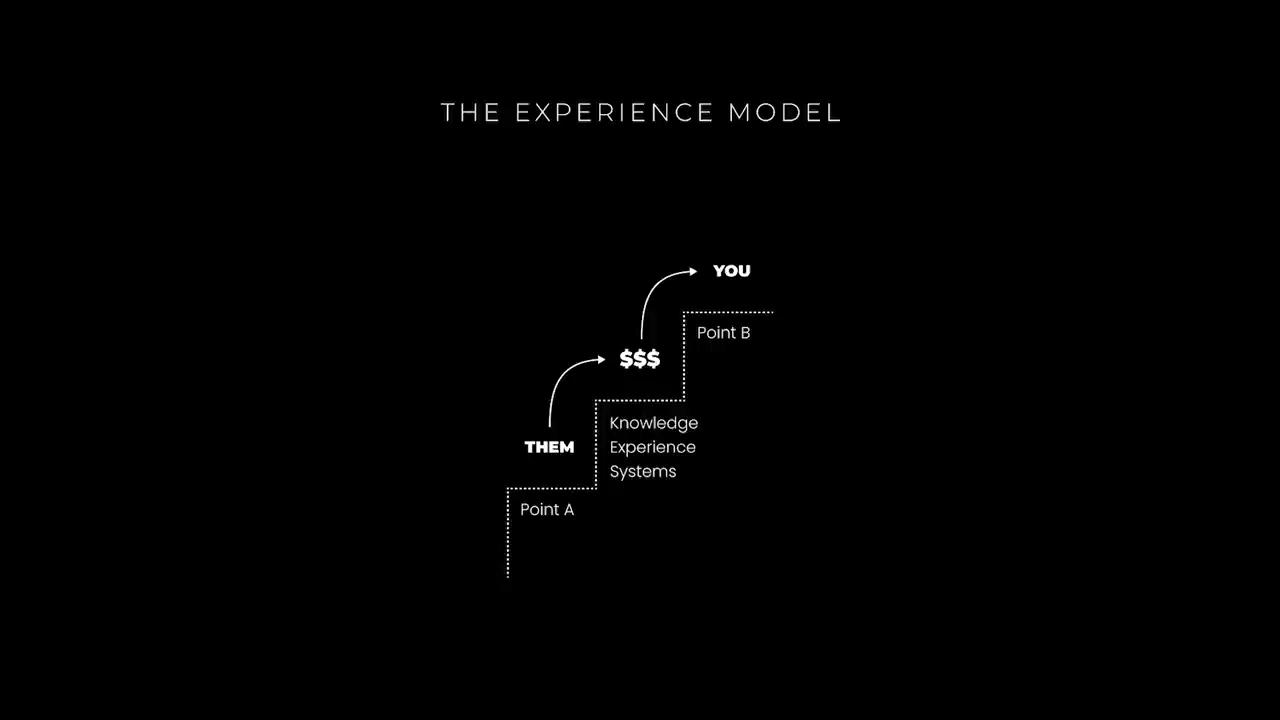 THE EXPERIENCE MODEL
YOU
Point B
$$$
Knowledge
Experience
Systems
THEM
Point A